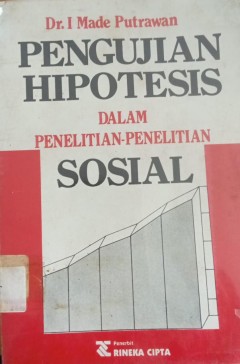 Dr. I Made Putrawan
PENGUJIAN
HIPOTESIS
DALAM
PENELITIAN-PENELITIAN
SOSIAL
Penerbit
RINEKA CIPTA